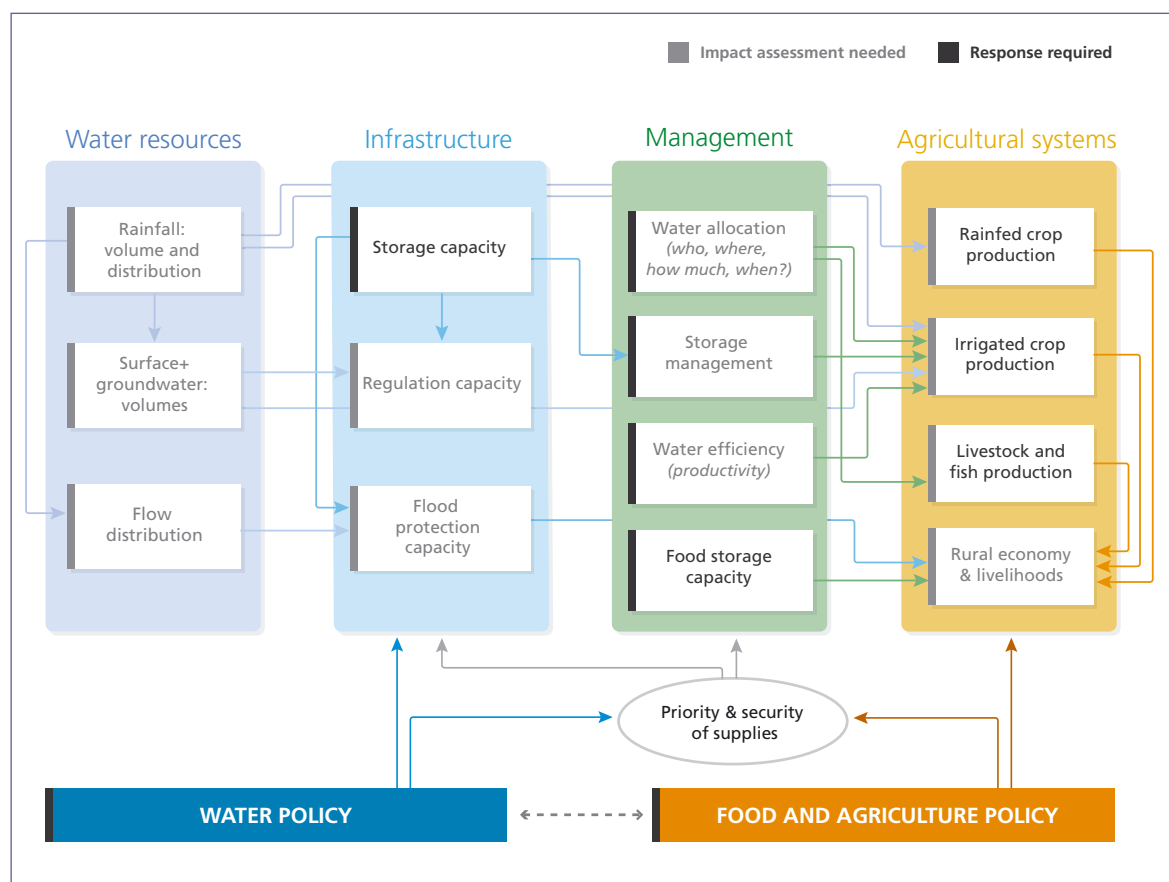 Impact assessment needed
Response required
Water resources
Infrastructure
Management
Agricultural systems
Rainfall:
volume and
distribution
Surface+
groundwater:
volumes
Flow
distribution
Storage capacity
Regulation capacity
Flood
protection
capacity
Water allocation
(who, where,
how much, when?)
Storage
management
Water efficiency
(productivity)
Food storage
capacity
Rainfed crop
production
Irrigated crop
production
Livestock and
fish production
Rural economy
& livelihoods
Priority & security
of supplies
WATER POLICY
FOOD AND AGRICULTURE POLICY